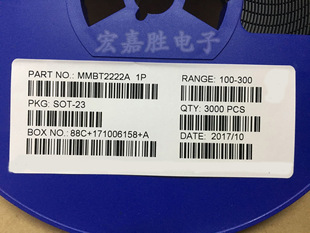 宏嘉胜电子
PART NO.: MMBT2222A 1P
RANGE: 100-300
PKG: SOT-23
QTY: 3000 PCS
BOX NO.: 88C+171006158+A
DATE: 2017/10